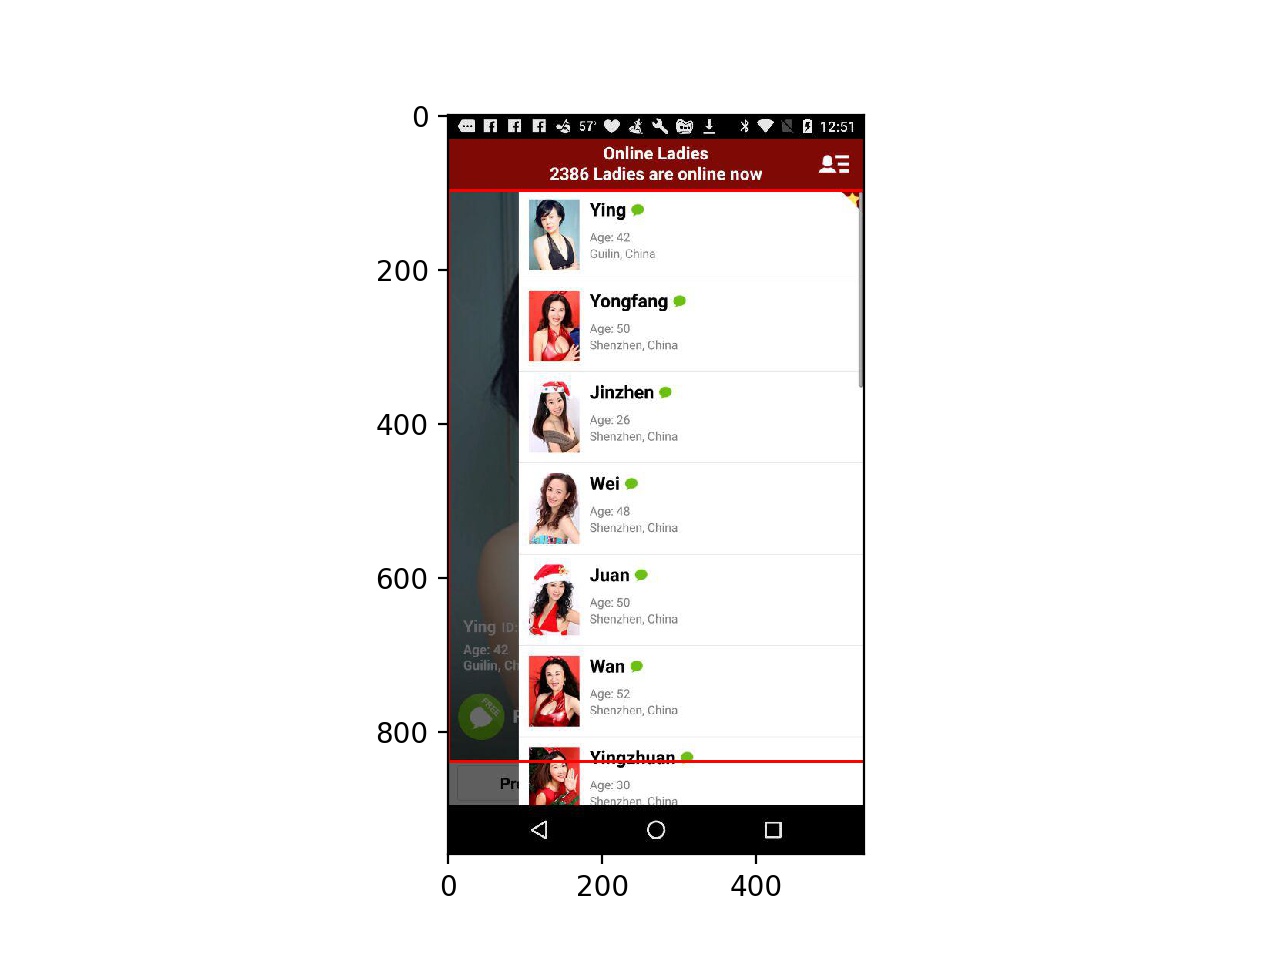 0
200
400
600
800
0
200
400
57°
12:51
Online Ladies
2386 Ladies are online now
Ying
Age: 42
Guilin, China
Yongfang
Age: 50
Shenzhen, China
Jinzhen
Age: 26
Shenzhen, China
Wei
Age: 48
Shenzhen, China
Juan
Age: 50
Shenzhen, China
Wan
Age: 52
Shenzhen, China
Yingzhuan
Age: 30
Shenzhen, China
Ying ID:
Age: 42
Guilin, Ch
FREE
Pr